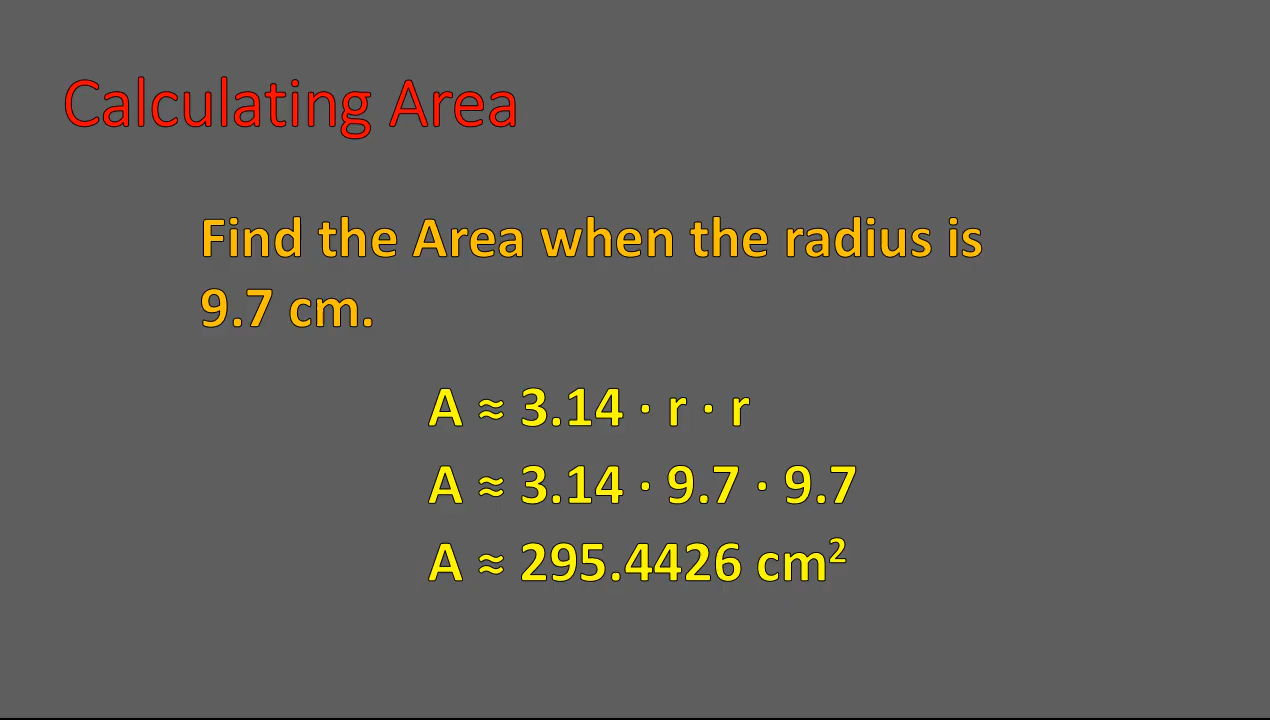 Calculating Area
Find the Area when the radius is
9.7 cm.
A ≈ 3.14 · r · r
A ≈ 3.14 · 9.7 · 9.7
A ≈ 295.4426 cm²